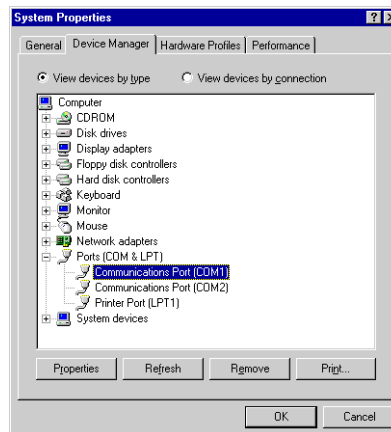 System Properties
General Device Manager Hardware Profiles Performance
View devices by type View devices by connection
Computer
CDROM
Disk drives
Display adapters
Floppy disk controllers
Hard disk controllers
Keyboard
Monitor
Mouse
Network adapters
Ports (COM & LPT)
Communications Port (COM1)
Communications Port (COM2)
Printer Port (LPT1)
System devices
Properties Refresh Remove Print...
OK Cancel